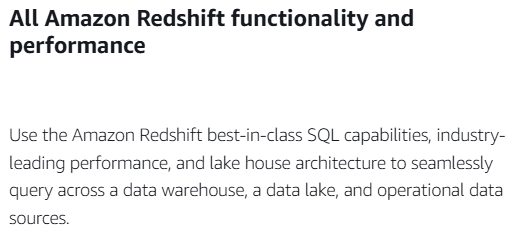 All Amazon Redshift functionality and
performance
Use the Amazon Redshift best-in-class SQL capabilities, industry-
leading performance, and lake house architecture to seamlessly
query across a data warehouse, a data lake, and operational data
sources.